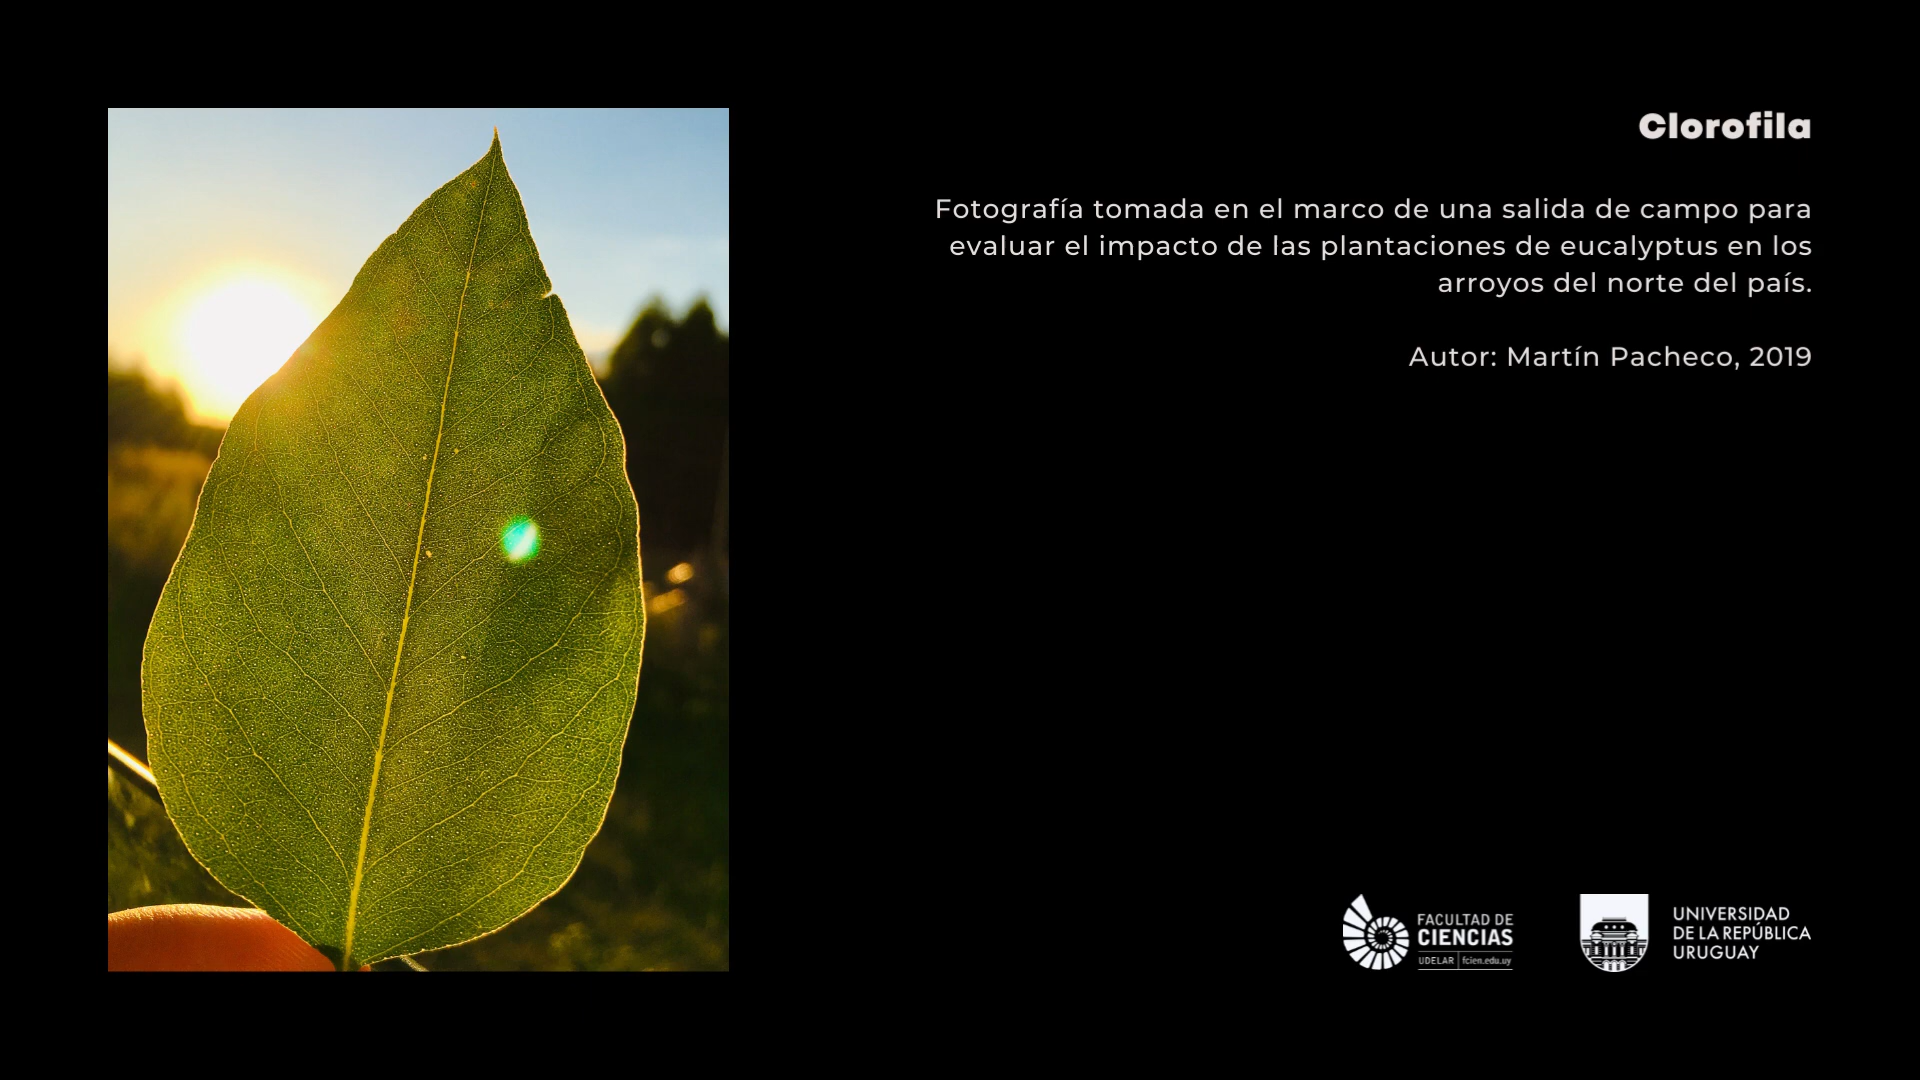 Clorofila
Fotografía tomada en el marco de una salida de campo para
evaluar el impacto de las plantaciones de eucalyptus en los
arroyos del norte del país.
Autor: Martín Pacheco, 2019
FACULTAD DE
CIENCIAS
UDELAR | fcien.edu.uy
UNIVERSIDAD
DE LA REPÚBLICA
URUGUAY